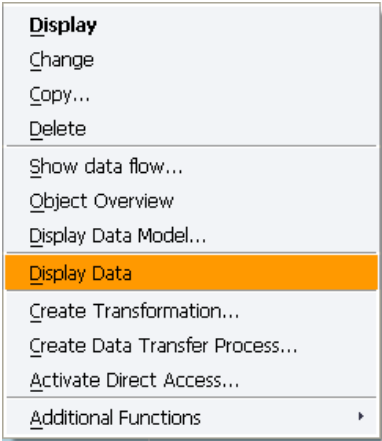 Display
Change
Copy...
Delete
Show data flow...
Object Overview
Display Data Model...
Display Data
Create Transformation...
Create Data Transfer Process...
Activate Direct Access...
Additional Functions